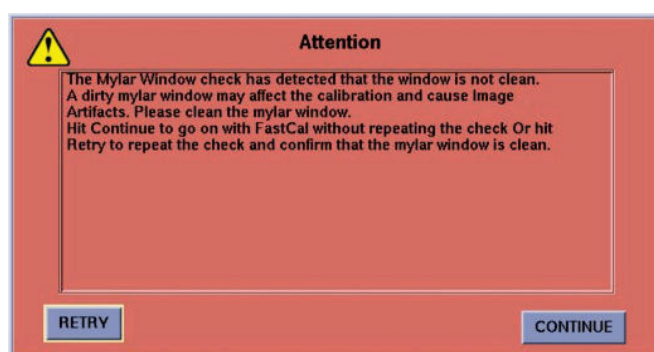 Attention
The Mylar Window check has detected that the window is not clean.
A dirty mylar window may affect the calibration and cause Image
Artifacts. Please clean the mylar window.
Hit Continue to go on with FastCal without repeating the check Or hit
Retry to repeat the check and confirm that the mylar window is clean.
RETRY
CONTINUE